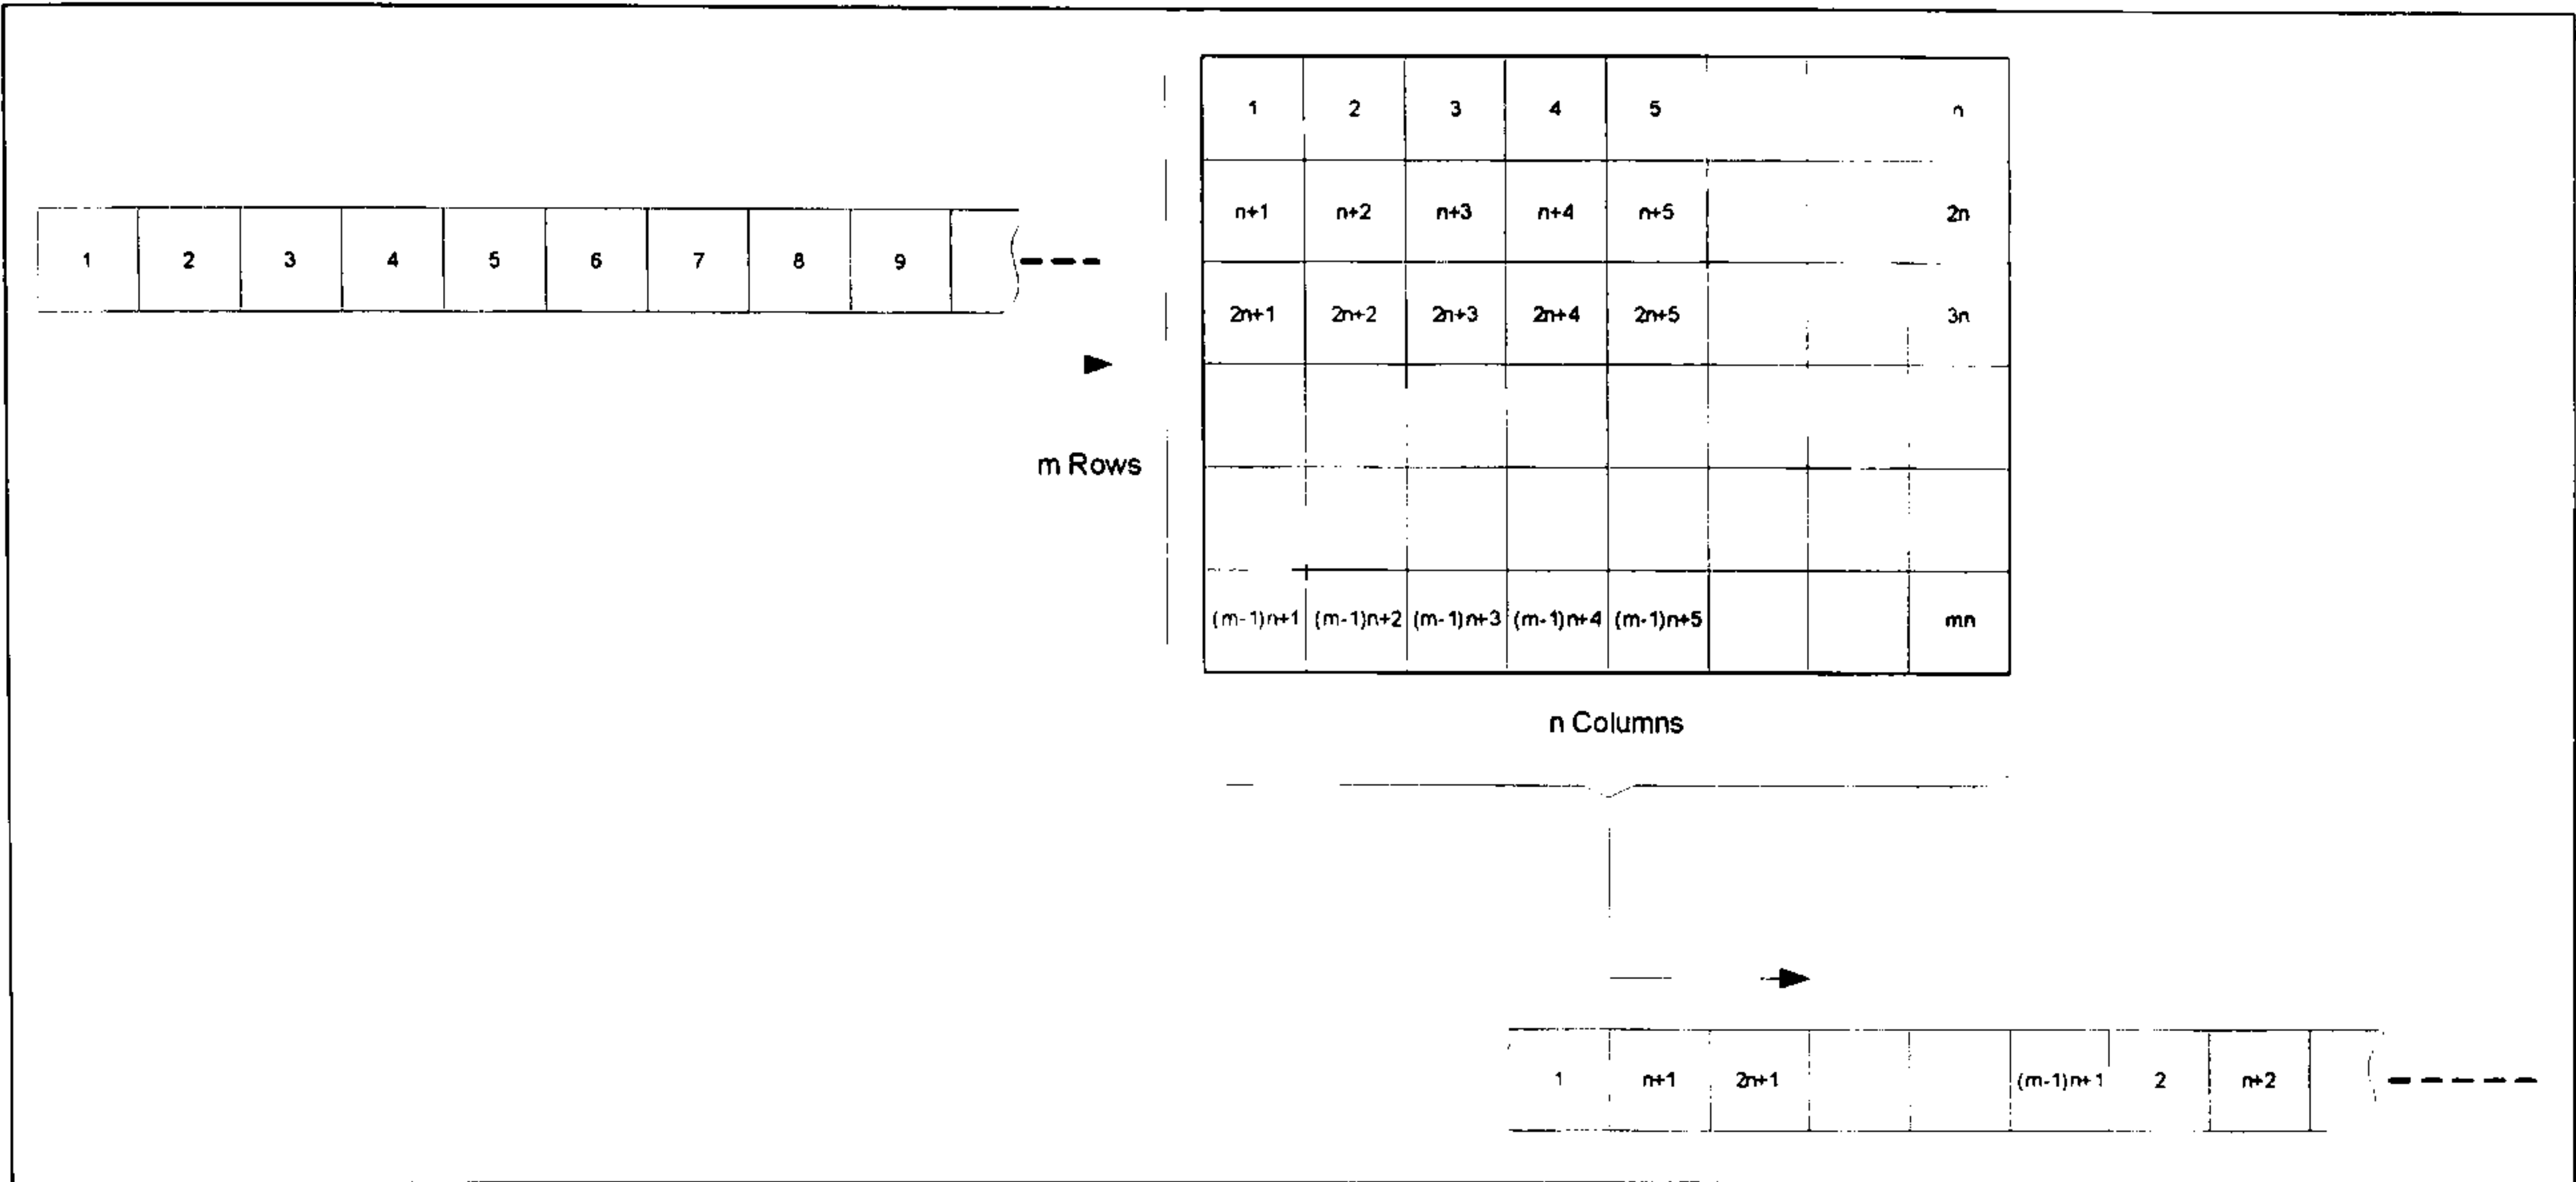 1 2 3 4 5 6 7 8 9
1 2 3 4 5 n
n+1 n+2 n+3 n+4 n+5 2n
2n+1 2n+2 2n+3 2n+4 2n+5 3n
m Rows
(m-1)n+1 (m-1)n+2 (m-1)n+3 (m-1)n+4 (m-1)n+5 mn
n Columns
1 n+1 2n+1 (m-1)n+1 2 n+2